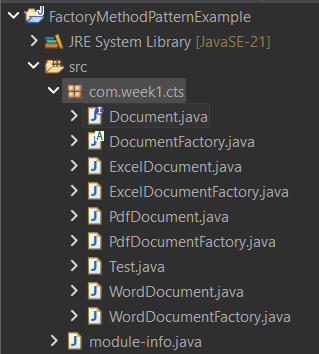 FactoryMethodPatternExample
JRE System Library [JavaSE-21]
src
com.week1.cts
Document.java
DocumentFactory.java
ExcelDocument.java
ExcelDocumentFactory.java
PdfDocument.java
PdfDocumentFactory.java
Test.java
WordDocument.java
WordDocumentFactory.java
module-info.java